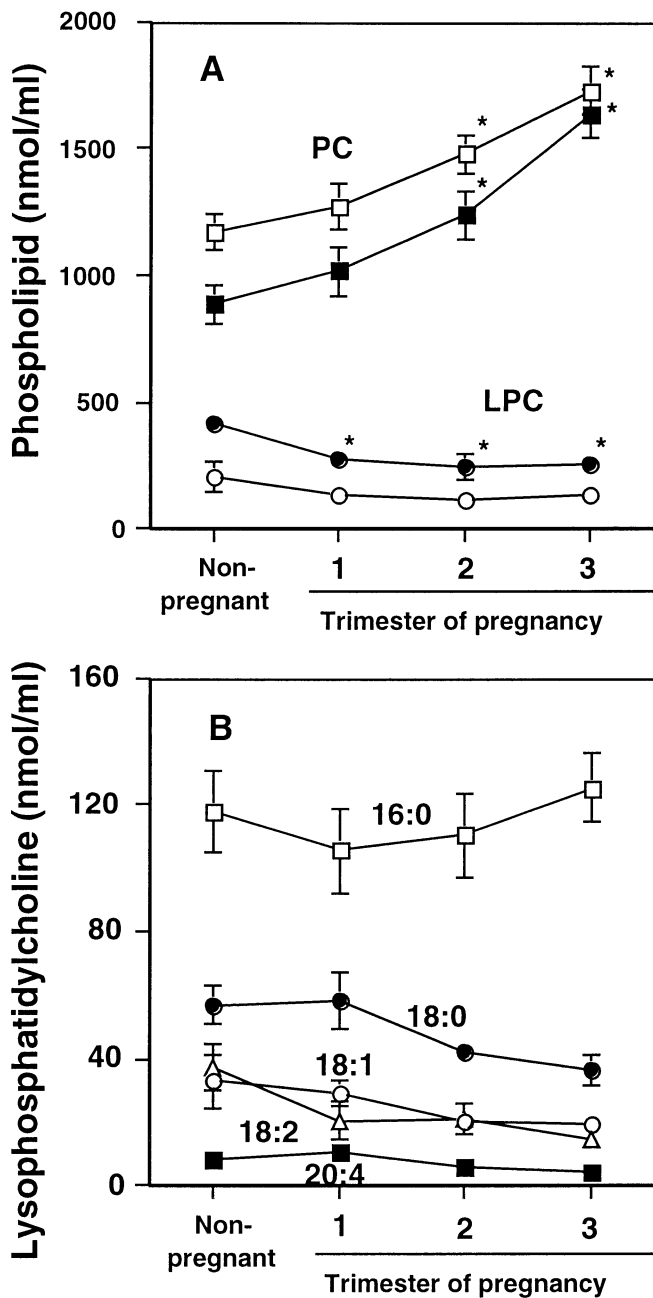 Phospholipid (nmol/ml)
2000
1500
1000
500
0
A
PC
*
*
*
*
LPC
*
*
*
Non-
pregnant
1
2
3
Trimester of pregnancy
Lysophosphatidylcholine (nmol/ml)
160
120
80
40
0
B
16:0
18:0
18:1
18:2
20:4
Non-
pregnant
1
2
3
Trimester of pregnancy